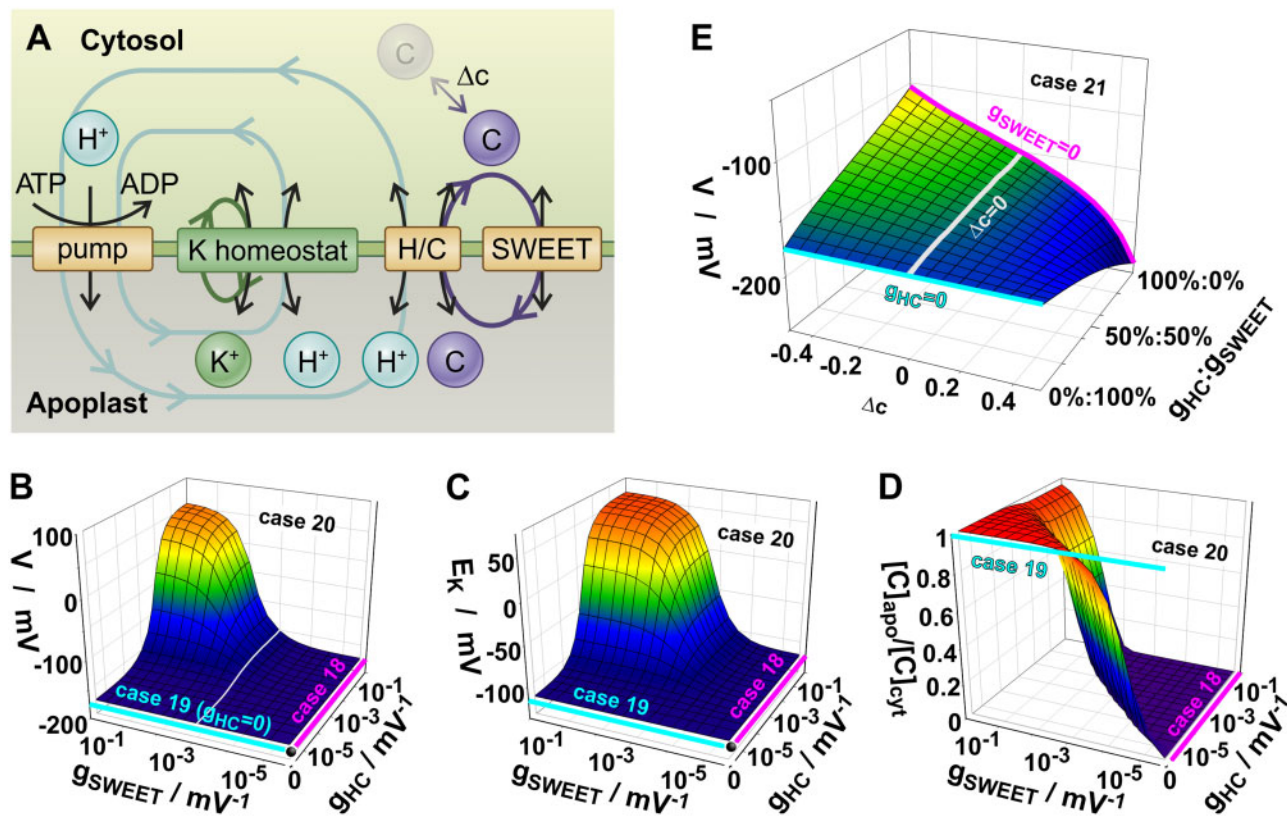 A
Cytosol
C
Δc
C
H⁺
ATP
ADP
pump
K homeostat
H/C
SWEET
K⁺
H⁺
H⁺
C
Apoplast
E
case 21
gSWEET=0
Δc=0
gHC=0
V / mV
-100
-200
-0.4
-0.2
0
0.2
0.4
Δc
100%:0%
50%:50%
0%:100%
gHC:gSWEET
B
case 20
V / mV
100
0
-100
-200
case 19 (gHC=0)
case 18
10⁻¹
10⁻³
10⁻⁵
0
gSWEET / mV⁻¹
10⁻¹
10⁻³
10⁻⁵
gHC / mV⁻¹
C
case 20
EK / mV
50
0
-50
-100
case 19
case 18
10⁻¹
10⁻³
10⁻⁵
0
gSWEET / mV⁻¹
10⁻¹
10⁻³
10⁻⁵
gHC / mV⁻¹
D
case 20
[C]apo/[C]cyt
1
0.8
0.6
0.4
0.2
0
case 19
case 18
10⁻¹
10⁻³
10⁻⁵
0
gSWEET / mV⁻¹
10⁻¹
10⁻³
10⁻⁵
gHC / mV⁻¹